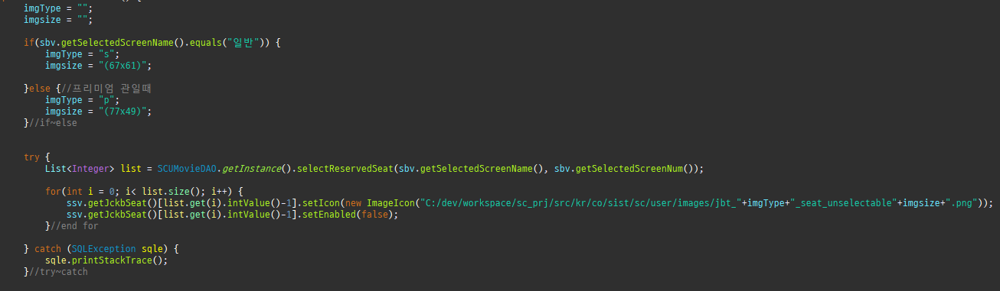 imgType = "";
imgsize = "";
if(sbv.getSelectedScreenName().equals("일반")) {
imgType = "s";
imgsize = "(67x61)";
}else {//프리미엄 관일때
imgType = "p";
imgsize = "(77x49)";
}//if~else
try {
List<Integer> list = SCUMovieDAO.getInstance().selectReservedSeat(sbv.getSelectedScreenName(), sbv.getSelectedScreenNum());
for(int i = 0; i< list.size(); i++) {
ssv.getJckbSeat()[list.get(i).intValue()-1].setIcon(new ImageIcon("C:/dev/workspace/sc_prj/src/kr/co/sist/sc/user/images/jbt_"+imgType+"_seat_unselectable"+imgsize+".png"));
ssv.getJckbSeat()[list.get(i).intValue()-1].setEnabled(false);
}//end for
} catch (SQLException sqle) {
sqle.printStackTrace();
}//try~catch